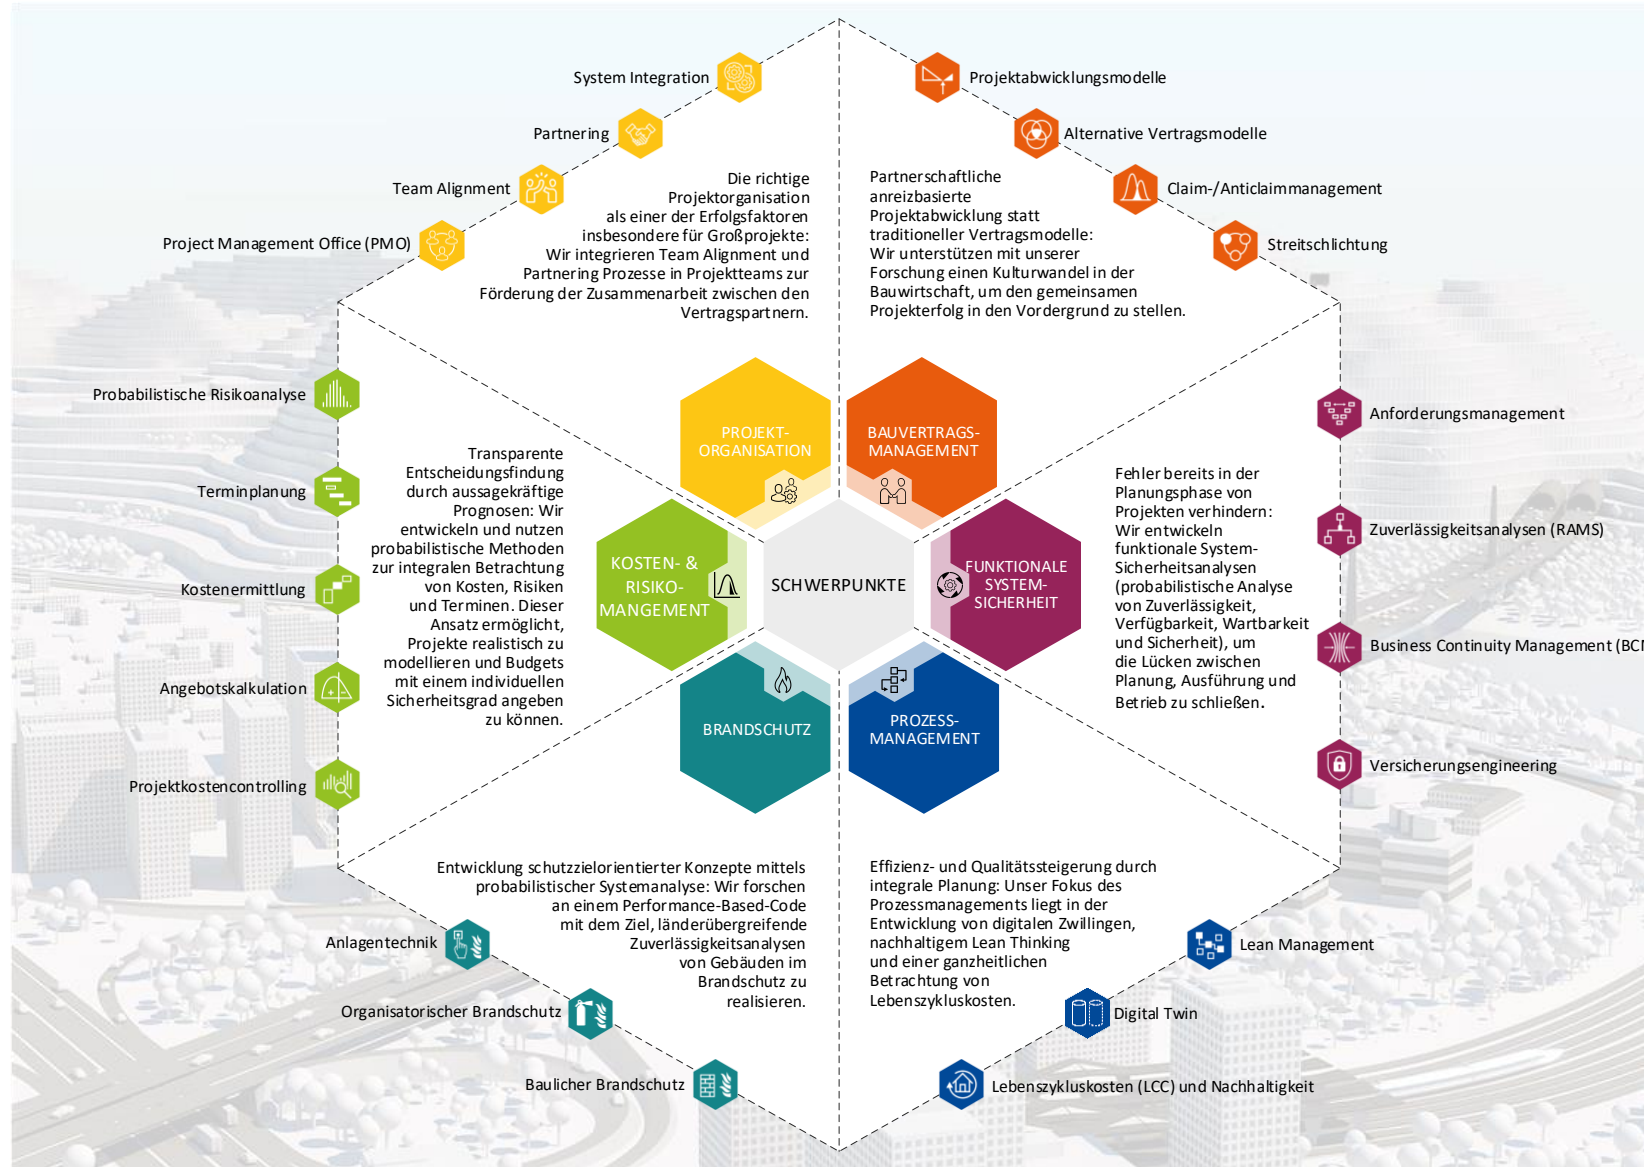 System Integration
Partnering
Team Alignment
Project Management Office (PMO)
Die richtige
Projektorganisation
als einer der Erfolgsfaktoren
insbesondere für Großprojekte:
Wir integrieren Team Alignment und
Partnering Prozesse in Projektteams zur
Förderung der Zusammenarbeit zwischen den
Vertragspartnern.
Projektabwicklungsmodelle
Alternative Vertragsmodelle
Claim-/Anticlaimmanagement
Streitschlichtung
Partnerschaftliche
anreizbasierte
Projektabwicklung statt
traditioneller Vertragsmodelle:
Wir unterstützen mit unserer
Forschung einen Kulturwandel in der
Bauwirtschaft, um den gemeinsamen
Projekterfolg in den Vordergrund zu stellen.
Probabilistische Risikoanalyse
Terminplanung
Kostenermittlung
Angebotskalkulation
Projektkostencontrolling
Transparente
Entscheidungsfindung
durch aussagekräftige
Prognosen: Wir
entwickeln und nutzen
probabilistische Methoden
zur integralen Betrachtung
von Kosten, Risiken
und Terminen. Dieser
Ansatz ermöglicht,
Projekte realistisch zu
modellieren und Budgets
mit einem individuellen
Sicherheitsgrad angeben
zu können.
PROJEKT-
ORGANISATION
BAUVERTRAGS-
MANAGEMENT
KOSTEN- &
RISIKO-
MANGEMENT
SCHWERPUNKTE
FUNKTIONALE
SYSTEM-
SICHERHEIT
BRANDSCHUTZ
PROZESS-
MANAGEMENT
Fehler bereits in der
Planungsphase von
Projekten verhindern:
Wir entwickeln
funktionale System-
Sicherheitsanalysen
(probabilistische Analyse
von Zuverlässigkeit,
Verfügbarkeit, Wartbarkeit
und Sicherheit), um
die Lücken zwischen
Planung, Ausführung und
Betrieb zu schließen.
Anforderungsmanagement
Zuverlässigkeitsanalysen (RAMS)
Business Continuity Management (BC
Versicherungsengineering
Entwicklung schutzzielorientierter Konzepte mittels
probabilistischer Systemanalyse: Wir forschen
an einem Performance-Based-Code
mit dem Ziel, länderübergreifende
Zuverlässigkeitsanalysen
von Gebäuden im
Brandschutz zu
realisieren.
Anlagentechnik
Organisatorischer Brandschutz
Baulicher Brandschutz
Effizienz- und Qualitätssteigerung durch
integrale Planung: Unser Fokus des
Prozessmanagements liegt in der
Entwicklung von digitalen Zwillingen,
nachhaltigem Lean Thinking
und einer ganzheitlichen
Betrachtung von
Lebenszykluskosten.
Lean Management
Digital Twin
Lebenszykluskosten (LCC) und Nachhaltigkeit